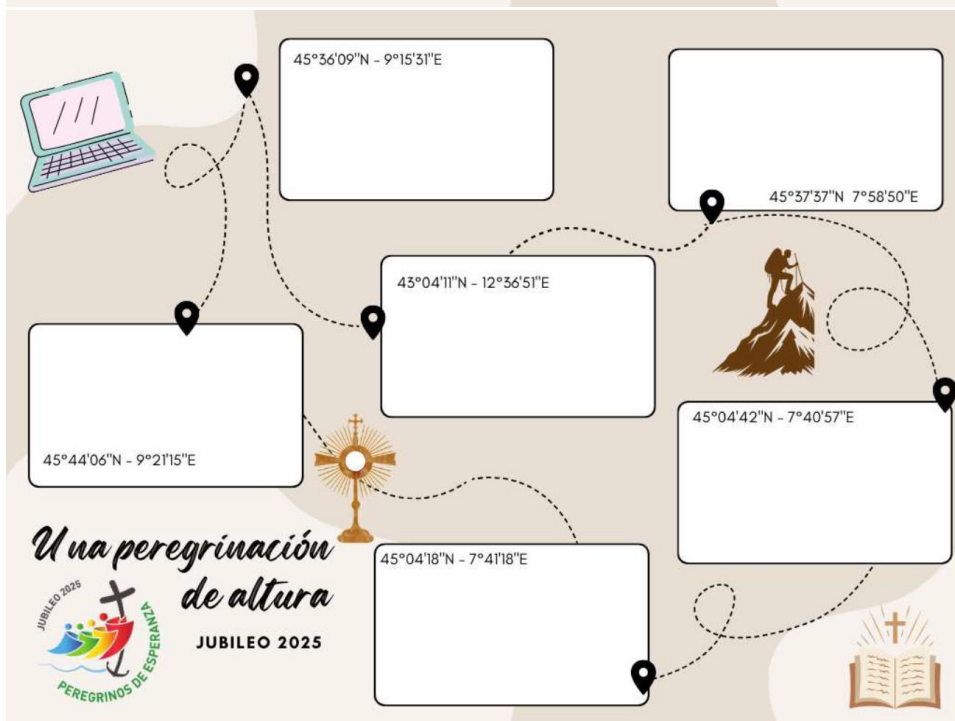 45°36'09"N - 9°15'31"E
45°37'37"N 7°58'50"E
43°04'11"N - 12°36'51"E
45°04'42"N - 7°40'57"E
45°44'06"N - 9°21'15"E
45°04'18"N - 7°41'18"E
Una peregrinación
de altura
JUBILEO 2025
JUBILEO 2025
PEREGRINOS DE ESPERANZA